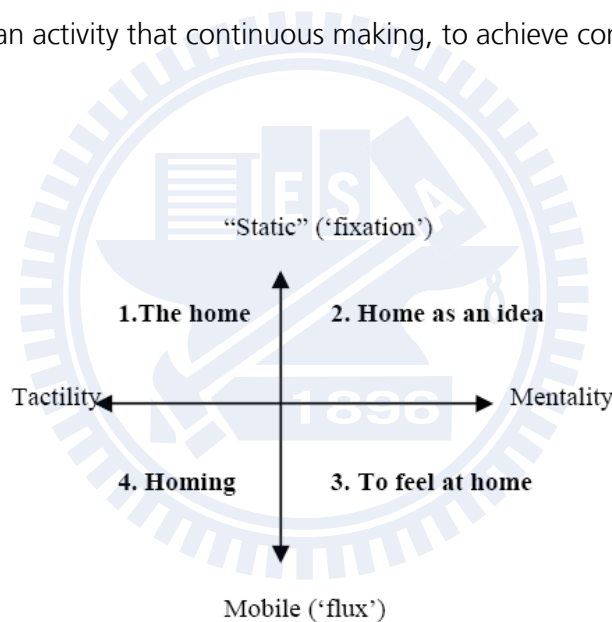 an activity that continuous making, to achieve con
E S A
“Static” (‘fixation’)
1.The home 2. Home as an idea
Tactility Mentality
1896
4. Homing 3. To feel at home
Mobile (‘flux’)